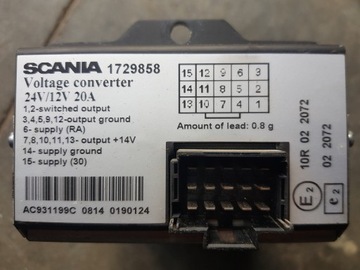 SCANIA 1729858
Voltage converter
24V/12V 20A
1,2-switched output
3,4,5,9,12-output ground
6- supply (RA)
7,8,10,11,13- output +14V
14- supply ground
15- supply (30)
15 12 9 6 3
14 11 8 5 2
13 10 7 4 1
Amount of lead: 0.8 g
AC931199C 0814 0190124
E2
10R 02 2072
e2
02 2072